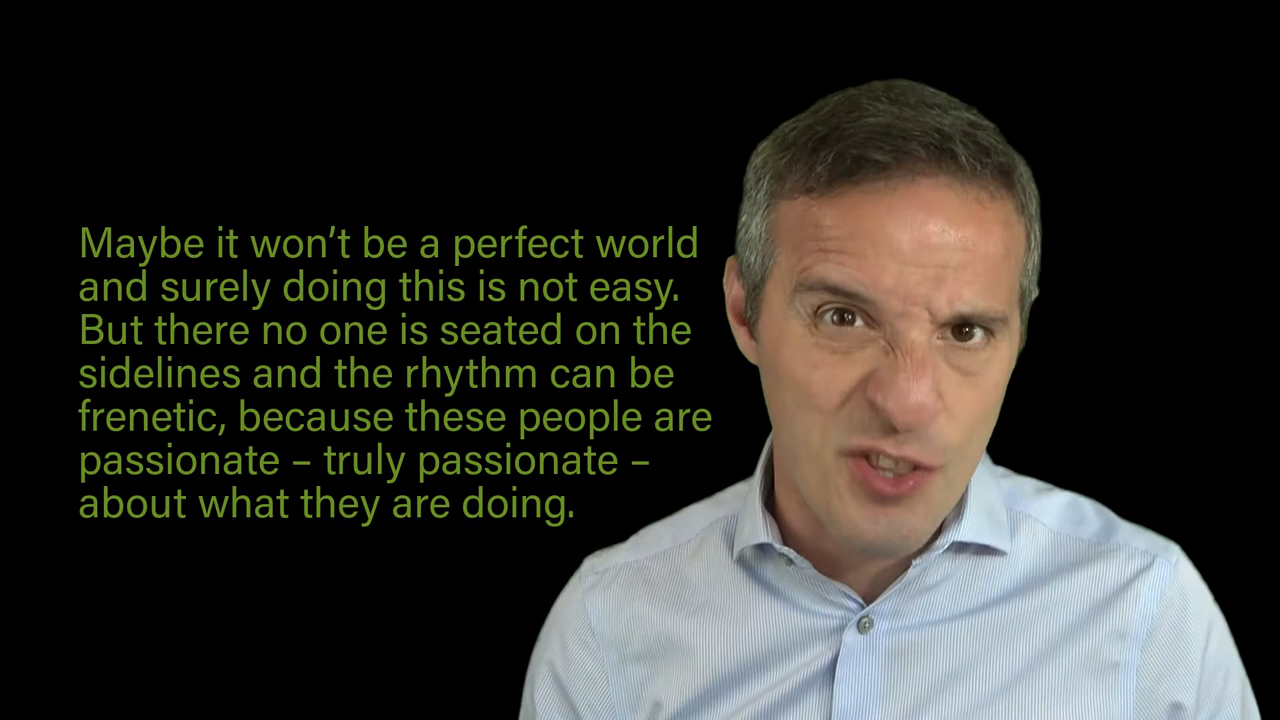 Maybe it won’t be a perfect world
and surely doing this is not easy.
But there no one is seated on the
sidelines and the rhythm can be
frenetic, because these people are
passionate – truly passionate –
about what they are doing.